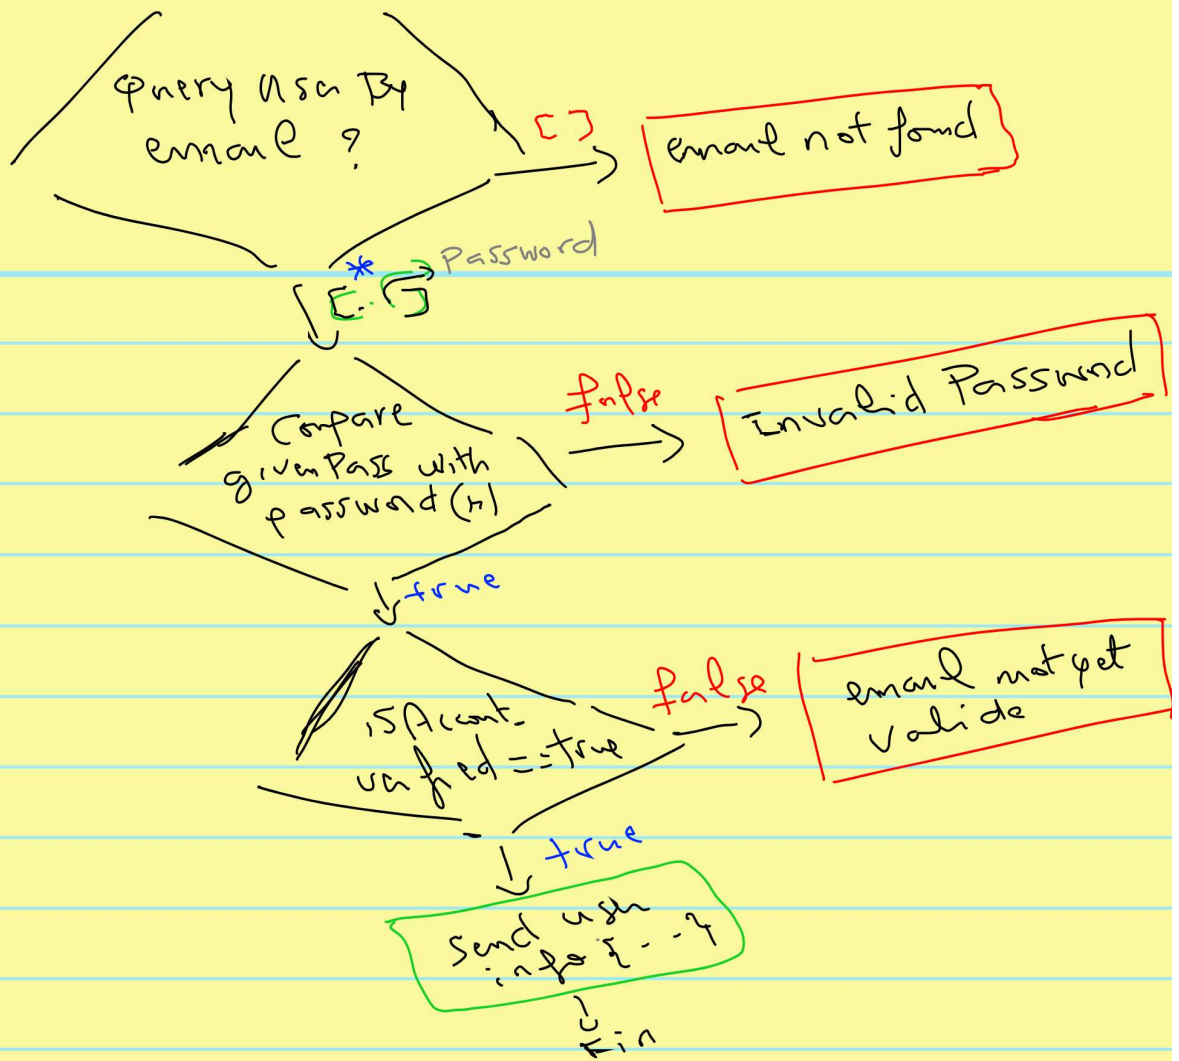 Query User By
email ?
[ ]
email not found
*
[..]
Password
Compare
givenPass with
password(n)
false
Invalid Password
true
isAccount-
verified==true
false
email not yet
valide
true
Send user
info {--}
Fin